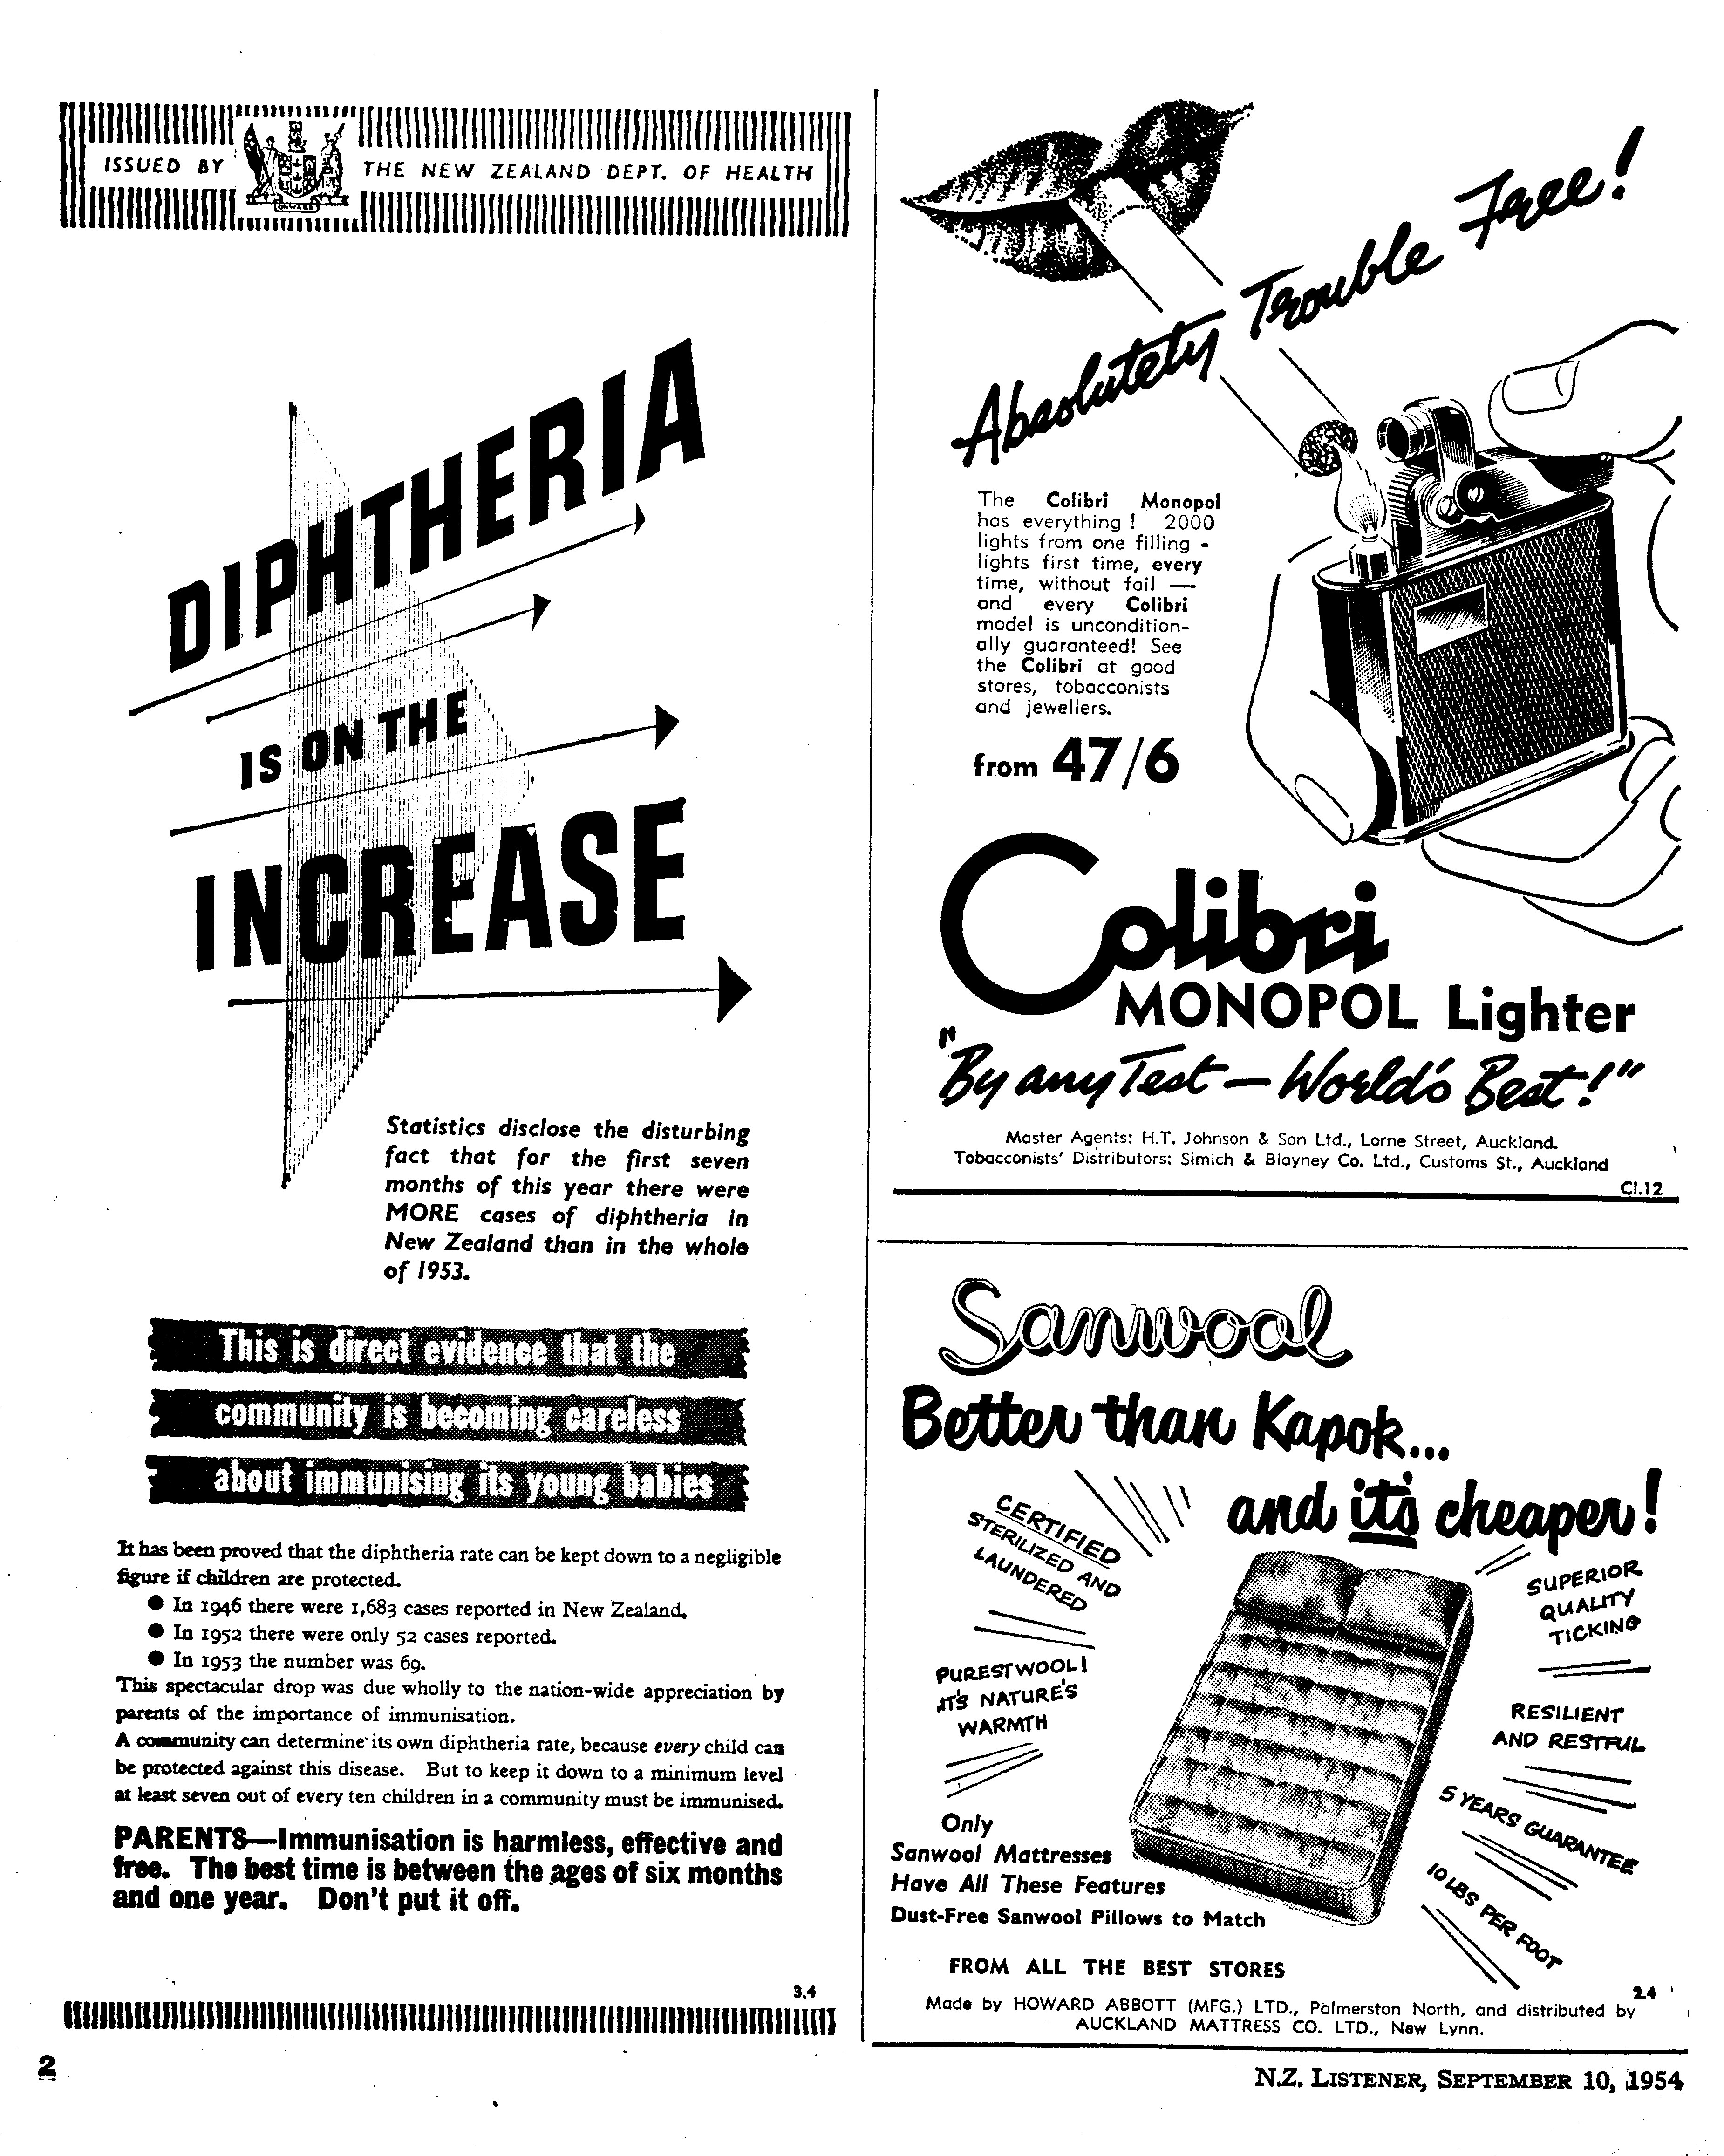 ISSUED BY THE NEW ZEALAND DEPT. OF HEALTH
ONWARD
DIPHTHERIA
IS ON THE
INCREASE
Statistics disclose the disturbing
fact that for the first seven
months of this year there were
MORE cases of diphtheria in
New Zealand than in the whole
of 1953.
This is direct evidence that the
community is becoming careless
about immunising its young babies
It has been proved that the diphtheria rate can be kept down to a negligible
figure if children are protected.
● In 1946 there were 1,683 cases reported in New Zealand.
● In 1952 there were only 52 cases reported.
● In 1953 the number was 69.
This spectacular drop was due wholly to the nation-wide appreciation by
parents of the importance of immunisation.
A community can determine its own diphtheria rate, because every child can
be protected against this disease. But to keep it down to a minimum level
at least seven out of every ten children in a community must be immunised.
PARENTS—Immunisation is harmless, effective and
free. The best time is between the ages of six months
and one year. Don't put it off.
3.4
Absolutely Trouble Free!
The Colibri Monopol
has everything! 2000
lights from one filling -
lights first time, every
time, without fail —
and every Colibri
model is uncondition-
ally guaranteed! See
the Colibri at good
stores, tobacconists
and jewellers.
from 47/6
Colibri
MONOPOL Lighter
"By any Test — World's Best!"
Master Agents: H.T. Johnson & Son Ltd., Lorne Street, Auckland.
Tobacconists' Distributors: Simich & Blayney Co. Ltd., Customs St., Auckland
Cl.12
Sanwool
Better than Kapok...
and it's cheaper!
CERTIFIED
STERILIZED AND
LAUNDERED
PUREST WOOL!
IT'S NATURE'S
WARMTH
SUPERIOR
QUALITY
TICKING
RESILIENT
AND RESTFUL
5 YEARS GUARANTEE
10 LBS PER FOOT
Only
Sanwool Mattresses
Have All These Features
Dust-Free Sanwool Pillows to Match
FROM ALL THE BEST STORES
2.4
Made by HOWARD ABBOTT (MFG.) LTD., Palmerston North, and distributed by
AUCKLAND MATTRESS CO. LTD., New Lynn.
2
N.Z. LISTENER, SEPTEMBER 10, 1954